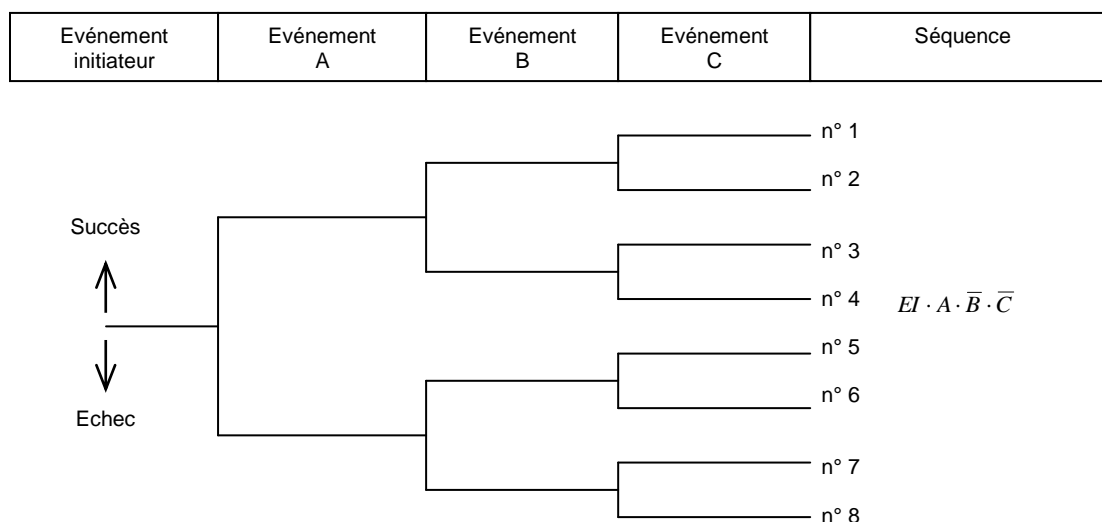 Evénement
initiateur
Evénement
A
Evénement
B
Evénement
C
Séquence
n° 1
n° 2
Succès
n° 3
n° 4
EI · A · B̅ · C̅
n° 5
n° 6
Echec
n° 7
n° 8